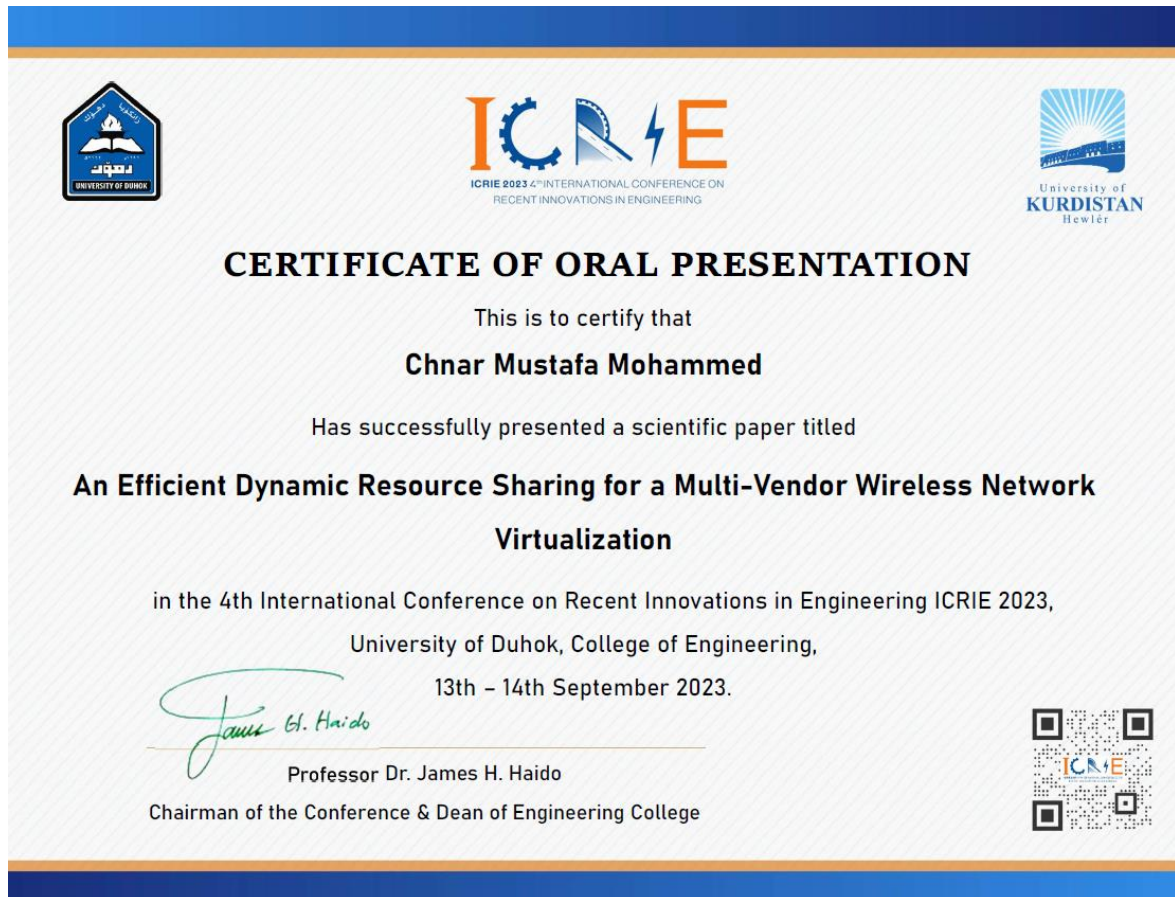 زانكۆیا دهۆك
دهۆك
UNIVERSITY OF DUHOK
ICRIE
ICRIE 2023 4TH INTERNATIONAL CONFERENCE ON
RECENT INNOVATIONS IN ENGINEERING
University of
KURDISTAN
Hewlêr
CERTIFICATE OF ORAL PRESENTATION
This is to certify that
Chnar Mustafa Mohammed
Has successfully presented a scientific paper titled
An Efficient Dynamic Resource Sharing for a Multi-Vendor Wireless Network
Virtualization
in the 4th International Conference on Recent Innovations in Engineering ICRIE 2023,
University of Duhok, College of Engineering,
13th – 14th September 2023.
James H. Haido
Professor Dr. James H. Haido
Chairman of the Conference & Dean of Engineering College
ICRIE